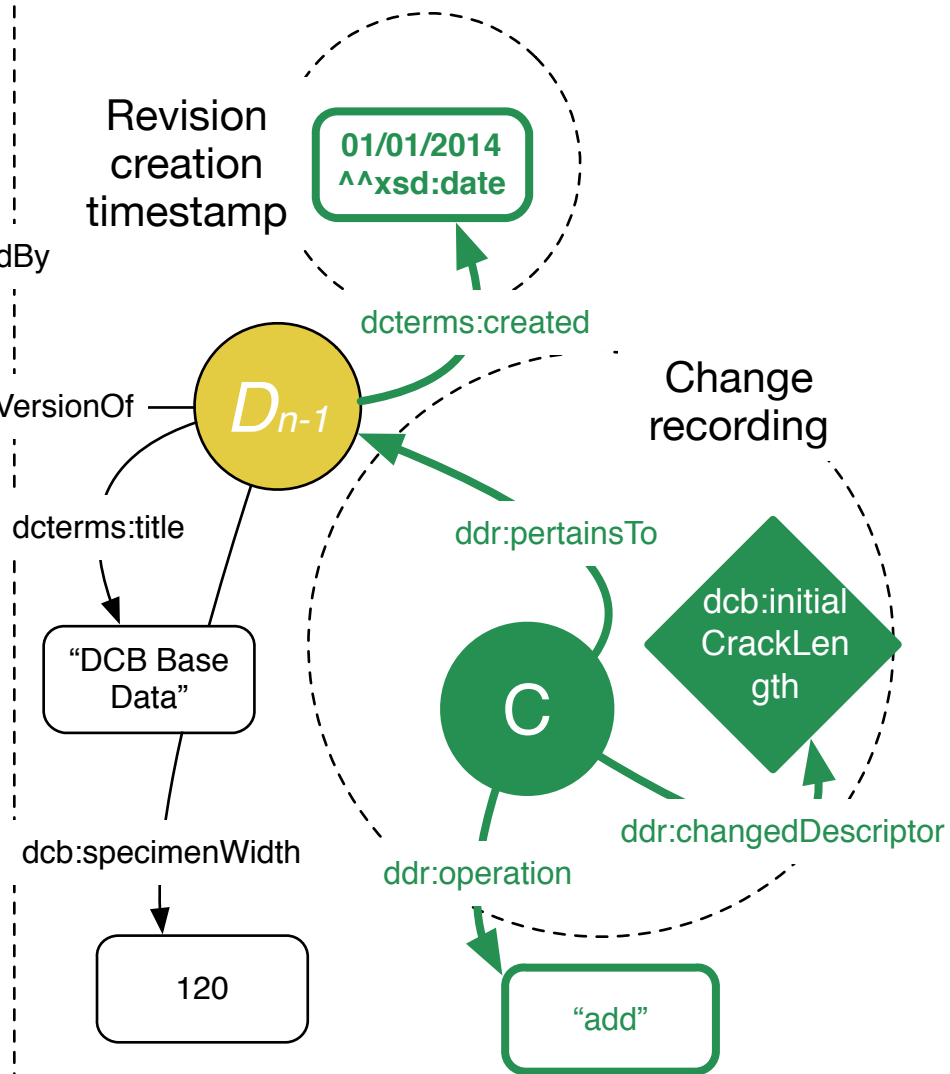 Revision
creation
timestamp
01/01/2014
^^xsd:date
dBy
dcterms:created
VersionOf
Dn-1
Change
recording
dcterms:title
ddr:pertainsTo
“DCB Base
Data”
dcb:initial
CrackLen
gth
C
dcb:specimenWidth
ddr:changedDescriptor
ddr:operation
120
“add”